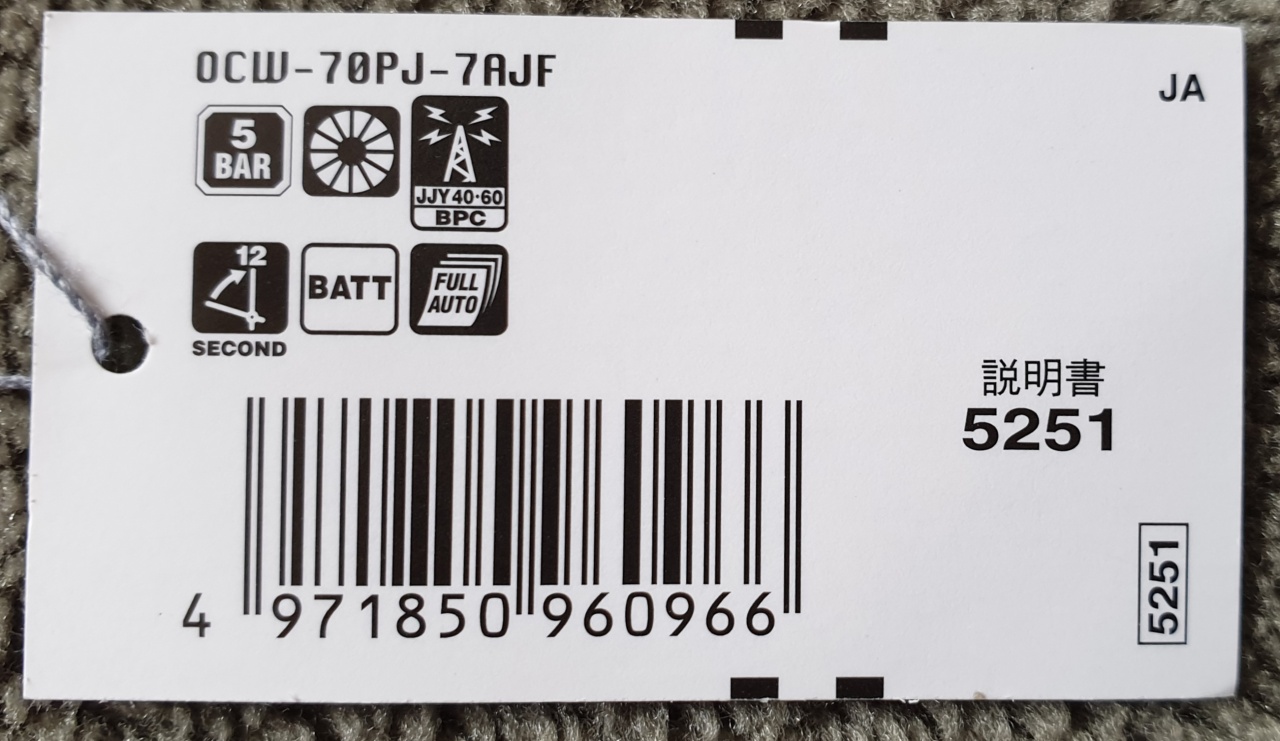 OCW-70PJ-7AJF
JA
5
BAR
JJY 40·60
BPC
12
SECOND
BATT
FULL
AUTO
説明書
5251
4 971850 960966
5251